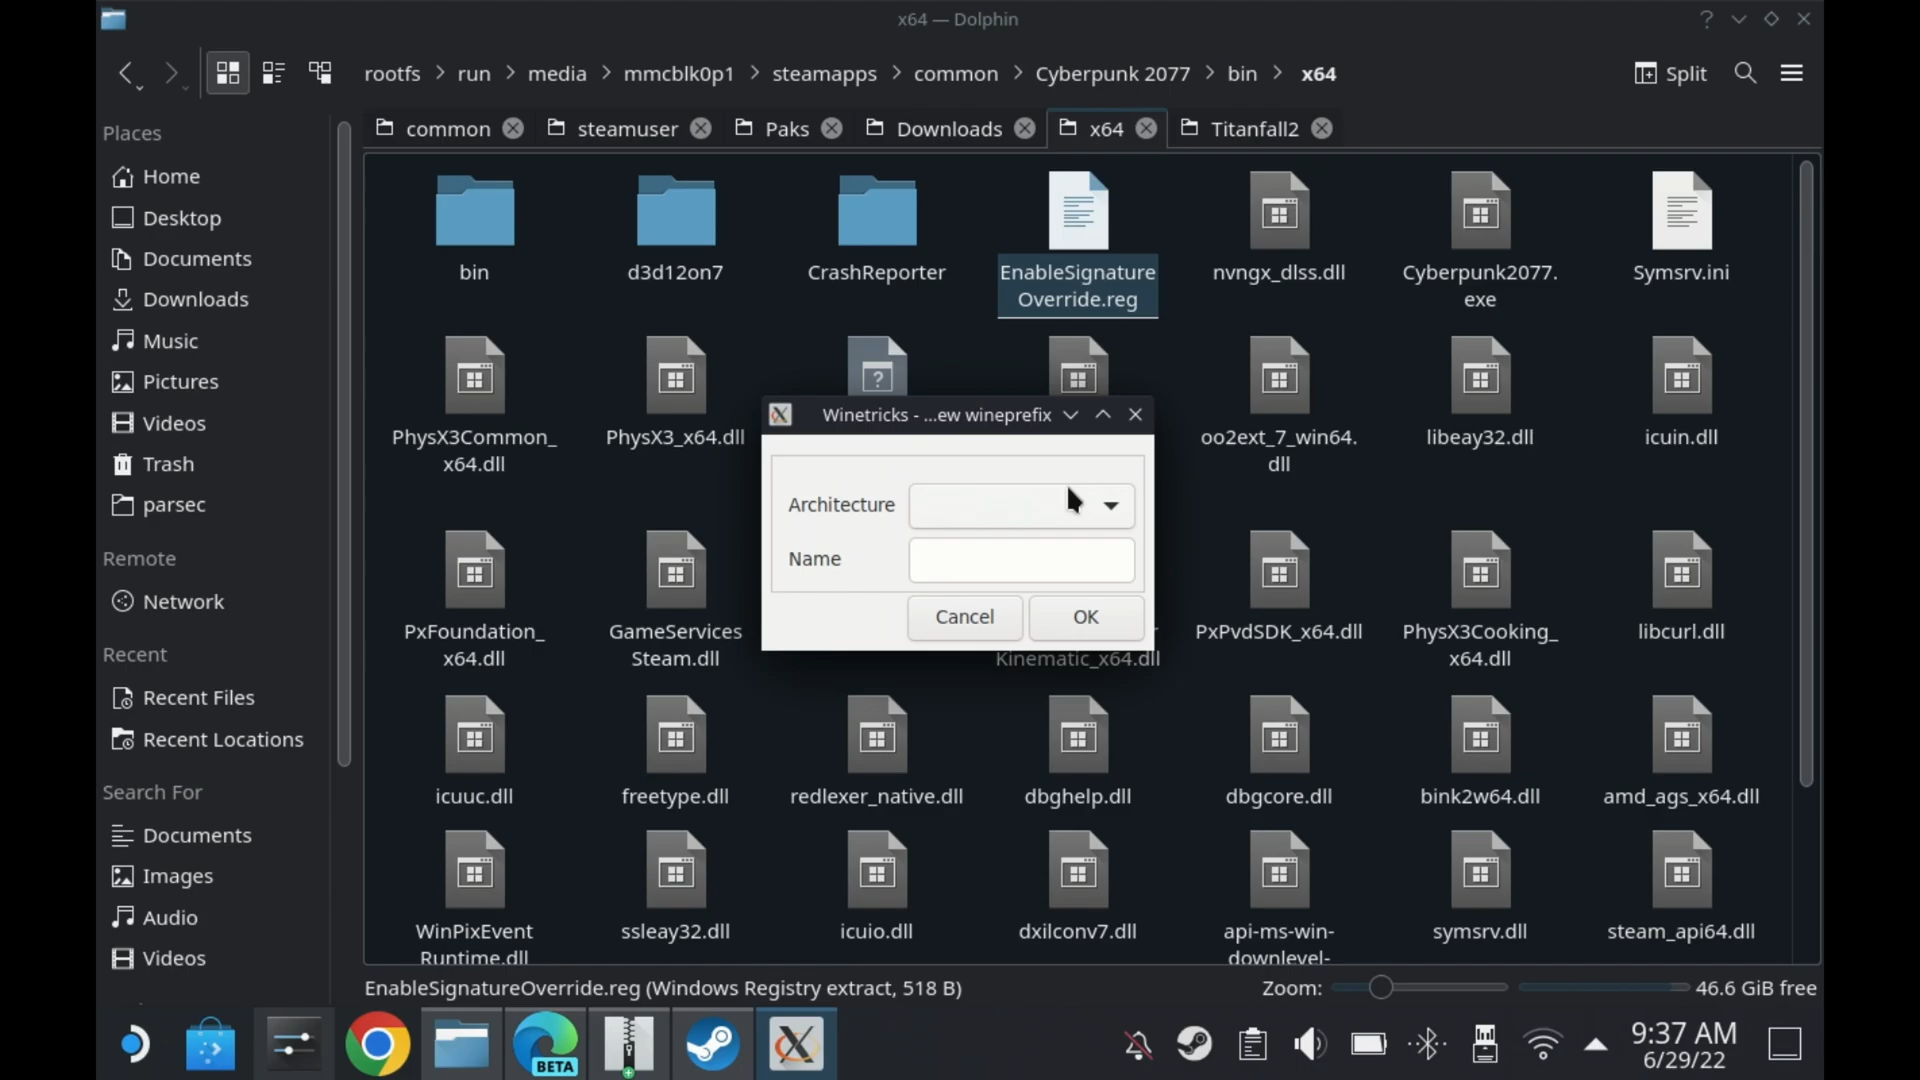 x64 — Dolphin
rootfs > run > media > mmcblk0p1 > steamapps > common > Cyberpunk 2077 > bin > x64
Split
common
steamuser
Paks
Downloads
x64
Titanfall2
Places
Home
Desktop
Documents
Downloads
Music
Pictures
Videos
Trash
parsec
Remote
Network
Recent
Recent Files
Recent Locations
Search For
Documents
Images
Audio
Videos
bin
d3d12on7
CrashReporter
EnableSignature
Override.reg
nvngx_dlss.dll
Cyberpunk2077.
exe
Symsrv.ini
PhysX3Common_
x64.dll
PhysX3_x64.dll
oo2ext_7_win64.
dll
libeay32.dll
icuin.dll
Winetricks - ...ew wineprefix
Architecture
Name
Cancel
OK
PxFoundation_
x64.dll
GameServices
Steam.dll
Kinematic_x64.dll
PxPvdSDK_x64.dll
PhysX3Cooking_
x64.dll
libcurl.dll
icuuc.dll
freetype.dll
redlexer_native.dll
dbghelp.dll
dbgcore.dll
bink2w64.dll
amd_ags_x64.dll
WinPixEvent
Runtime.dll
ssleay32.dll
icuio.dll
dxilconv7.dll
api-ms-win-
downlevel-
symsrv.dll
steam_api64.dll
EnableSignatureOverride.reg (Windows Registry extract, 518 B)
Zoom:
46.6 GiB free
BETA
9:37 AM
6/29/22